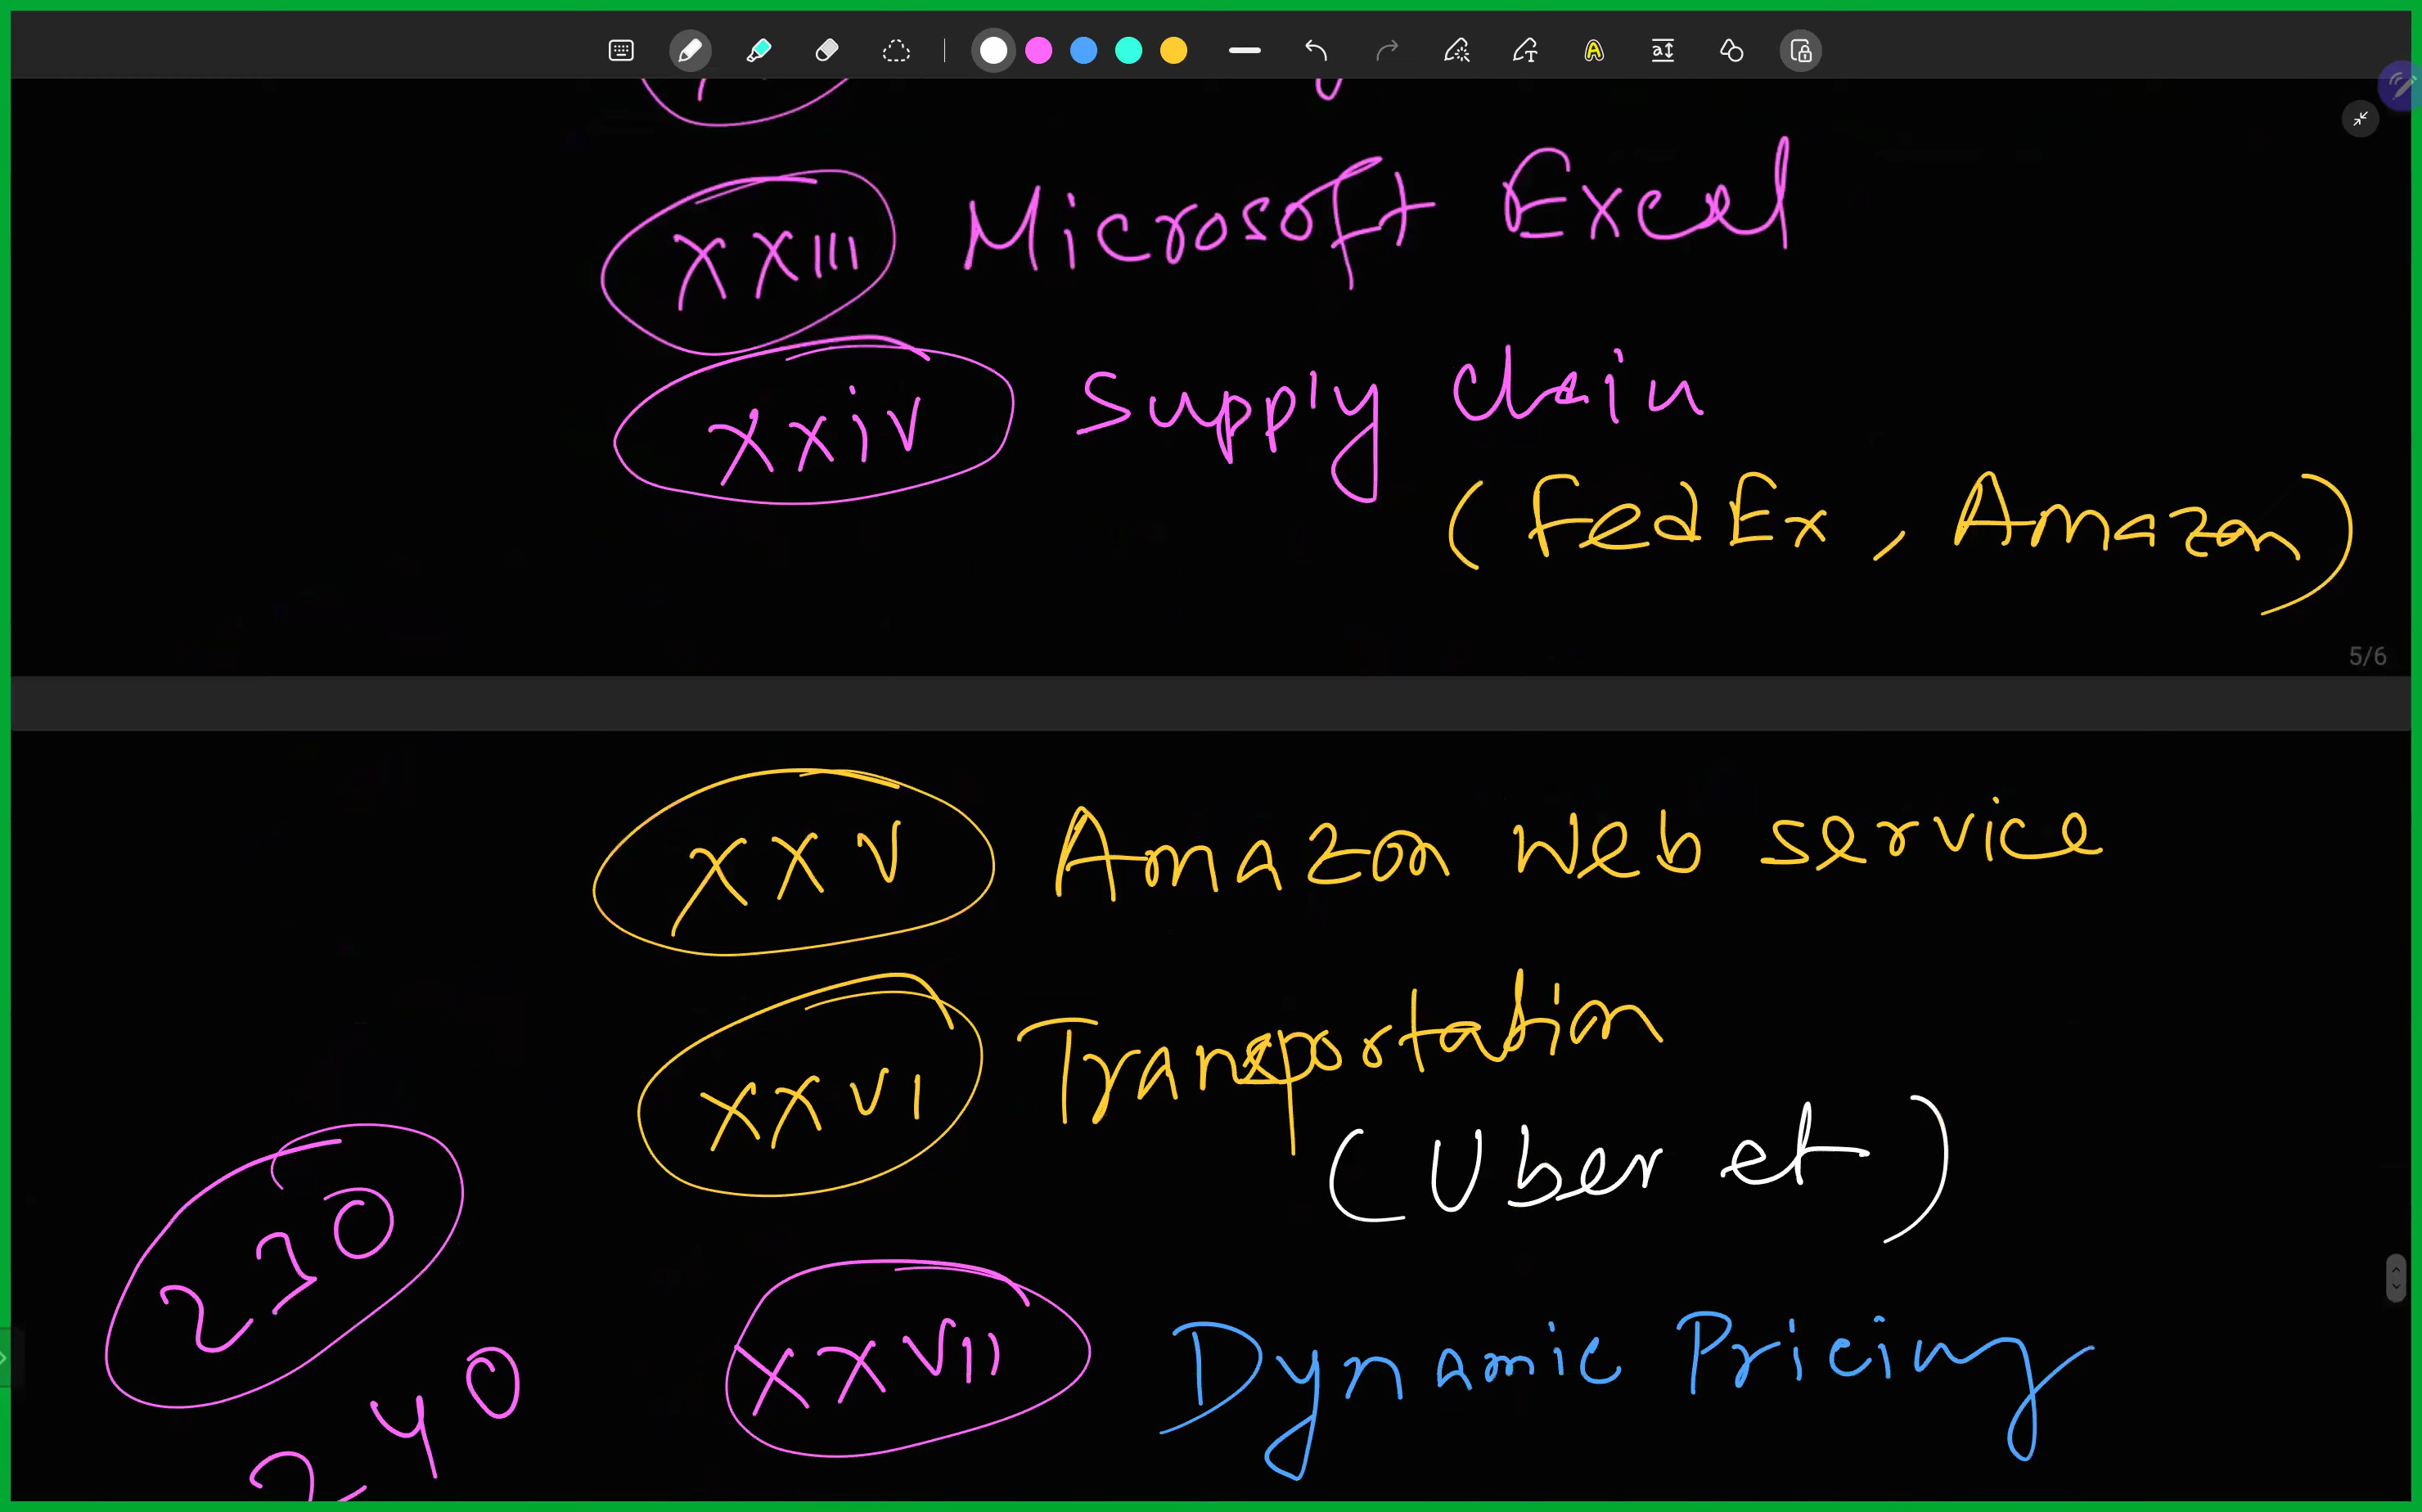 XXIII Microsoft Excel
XXiV Supply chain
(FedEx, Amazon)
5/6
XXV Amazon Web service
XXVI Transportation
(Uber et)
230
XXVII Dynamic Pricing
240